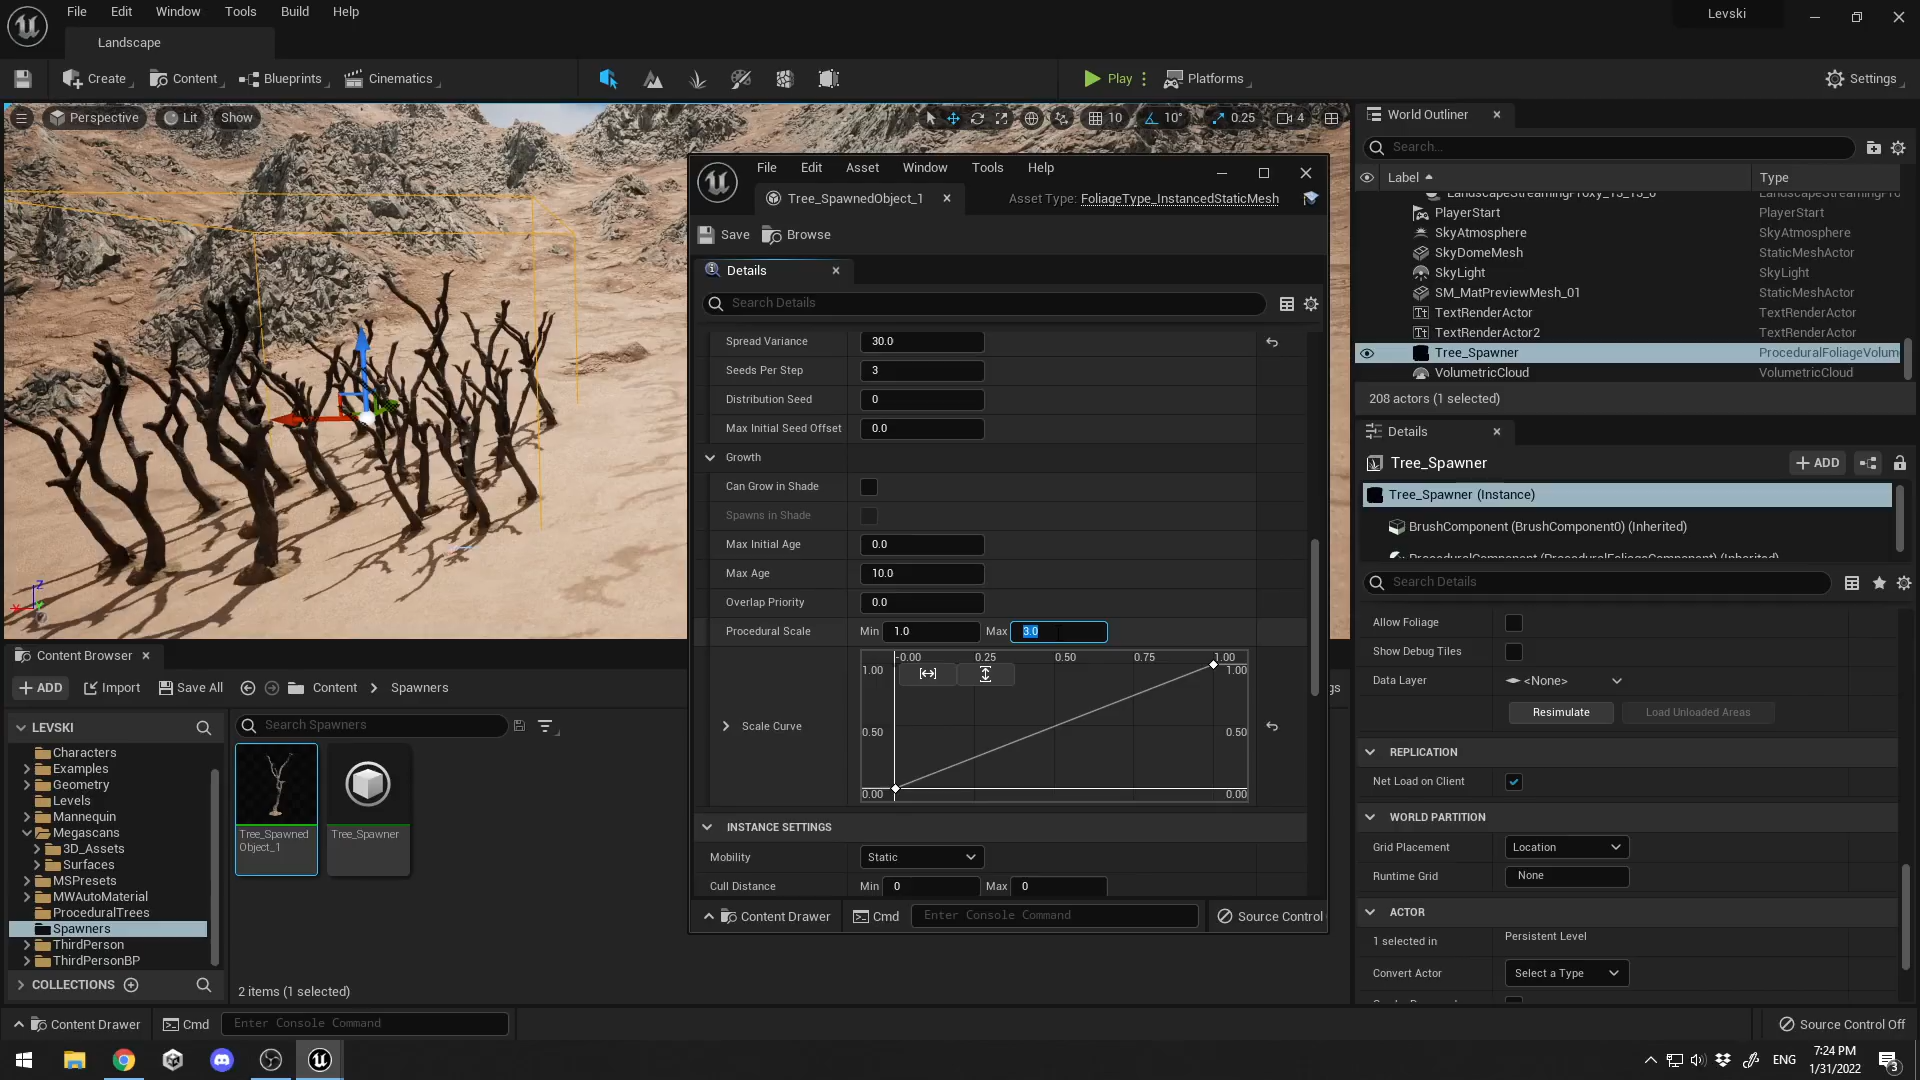 File Edit Window Tools Build Help
Levski
Landscape
Create Content Blueprints Cinematics Play Platforms Settings
Perspective Lit Show
10 10° 0.25 4
File Edit Asset Window Tools Help
Tree_SpawnedObject_1
Asset Type: FoliageType_InstancedStaticMesh
Save Browse
Details
Search Details
Spread Variance 30.0
Seeds Per Step 3
Distribution Seed 0
Max Initial Seed Offset 0.0
Growth
Can Grow in Shade
Spawns in Shade
Max Initial Age 0.0
Max Age 10.0
Overlap Priority 0.0
Procedural Scale Min 1.0 Max 3.0
-0.00 0.25 0.50 0.75 1.00
1.00 1.00
Scale Curve
0.50 0.50
0.00 0.00
INSTANCE SETTINGS
Mobility Static
Cull Distance Min 0 Max 0
Content Drawer Cmd Enter Console Command Source Control
World Outliner
Search...
Label Type
PlayerStart PlayerStart
SkyAtmosphere SkyAtmosphere
SkyDomeMesh StaticMeshActor
SkyLight SkyLight
SM_MatPreviewMesh_01 StaticMeshActor
TextRenderActor TextRenderActor
TextRenderActor2 TextRenderActor
Tree_Spawner ProceduralFoliageVolum
VolumetricCloud VolumetricCloud
208 actors (1 selected)
Details
Tree_Spawner
ADD
Tree_Spawner (Instance)
BrushComponent (BrushComponent0) (Inherited)
ProceduralComponent (ProceduralFoliageComponent) (Inherited)
Search Details
Allow Foliage
Show Debug Tiles
Data Layer <None>
Resimulate Load Unloaded Areas
REPLICATION
Net Load on Client
WORLD PARTITION
Grid Placement Location
Runtime Grid None
ACTOR
1 selected in Persistent Level
Convert Actor Select a Type
Content Browser
ADD Import Save All Content Spawners
gs
LEVSKI
Search Spawners
Characters
Examples
Geometry
Levels
Mannequin
Megascans
3D_Assets
Surfaces
MSPresets
MWAutoMaterial
ProceduralTrees
Spawners
ThirdPerson
ThirdPersonBP
COLLECTIONS
Tree_Spawned
Object_1
Tree_Spawner
2 items (1 selected)
Content Drawer Cmd Enter Console Command
Source Control Off
ENG
7:24 PM
1/31/2022
3